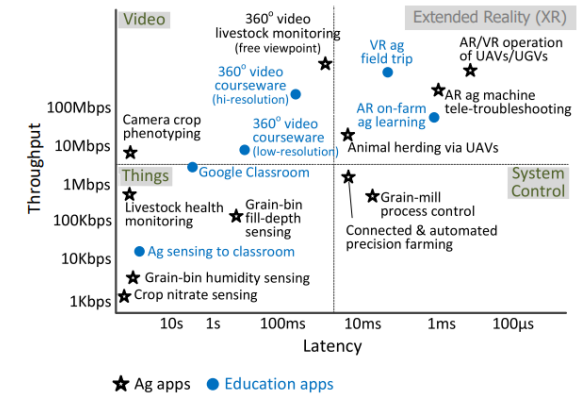 Video
360° video
livestock monitoring
(free viewpoint)
Extended Reality (XR)
VR ag
field trip
AR/VR operation
of UAVs/UGVs
360° video
courseware
(hi-resolution)
AR ag machine
tele-troubleshooting
AR on-farm
ag learning
Camera crop
phenotyping
360° video
courseware
(low-resolution)
Animal herding via UAVs
Throughput
100Mbps
10Mbps
1Mbps
100Kbps
10Kbps
1Kbps
Things
Google Classroom
System
Control
Livestock health
monitoring
Grain-bin
fill-depth
sensing
Grain-mill
process control
Connected & automated
precision farming
Ag sensing to classroom
Grain-bin humidity sensing
Crop nitrate sensing
10s 1s 100ms 10ms 1ms 100µs
Latency
Ag apps Education apps